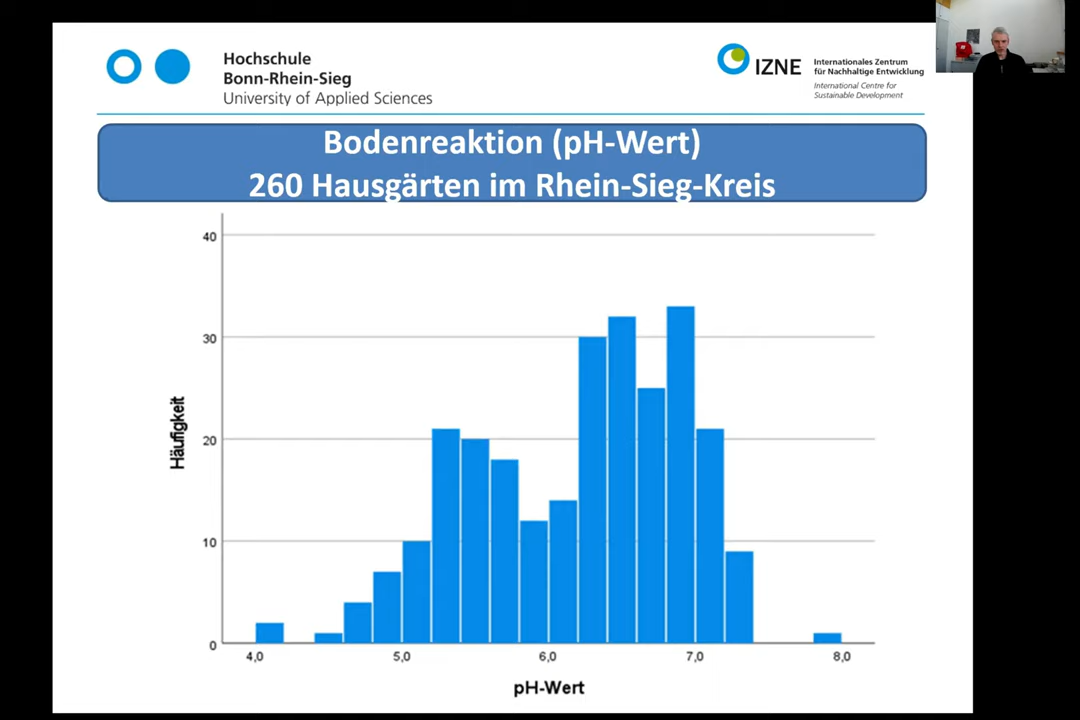 Hochschule
Bonn-Rhein-Sieg
University of Applied Sciences
IZNE
Internationales Zentrum
für Nachhaltige Entwicklung
International Centre for
Sustainable Development
Bodenreaktion (pH-Wert)
260 Hausgärten im Rhein-Sieg-Kreis
40
30
20
10
0
Häufigkeit
4,0 5,0 6,0 7,0 8,0
pH-Wert